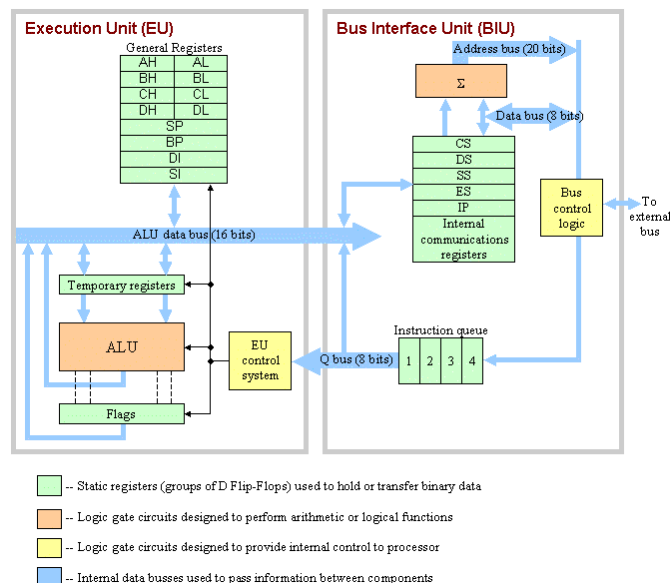 Execution Unit (EU)
General Registers
AH AL
BH BL
CH CL
DH DL
SP
BP
DI
SI
ALU data bus (16 bits)
Temporary registers
ALU
Flags
EU
control
system
Bus Interface Unit (BIU)
Address bus (20 bits)
Σ
Data bus (8 bits)
CS
DS
SS
ES
IP
Internal
communications
registers
Bus
control
logic
To
external
bus
Instruction queue
1 2 3 4
Q bus (8 bits)
-- Static registers (groups of D Flip-Flops) used to hold or transfer binary data
-- Logic gate circuits designed to perform arithmetic or logical functions
-- Logic gate circuits designed to provide internal control to processor
-- Internal data busses used to pass information between components